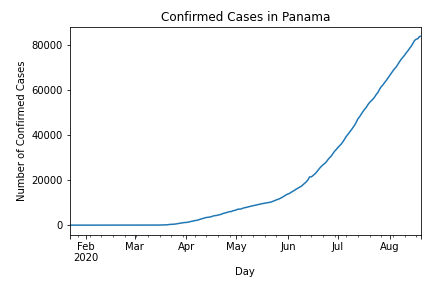 Confirmed Cases in Panama
Number of Confirmed Cases
80000
60000
40000
20000
0
Feb Mar Apr May Jun Jul Aug
2020
Day